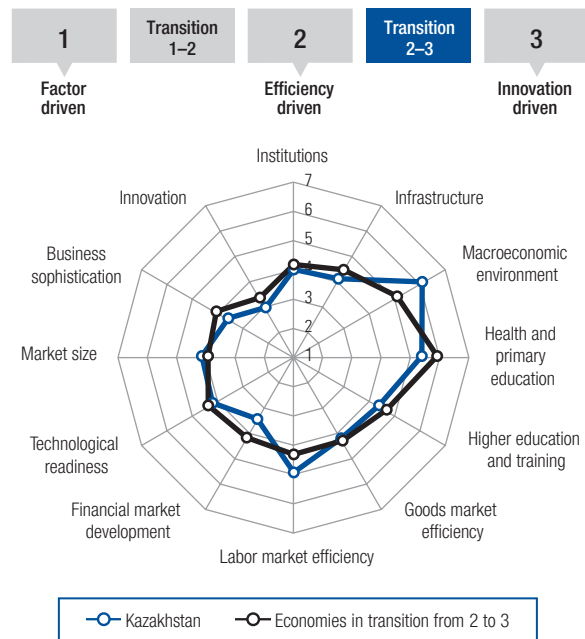 1
Transition
1–2
2
Transition
2–3
3
Factor
driven
Efficiency
driven
Innovation
driven
Institutions
7
Innovation
6
Infrastructure
5
Business
sophistication
4
Macroeconomic
environment
3
2
Market size
1
Health and
primary
education
Technological
readiness
Higher education
and training
Financial market
development
Goods market
efficiency
Labor market efficiency
Kazakhstan
Economies in transition from 2 to 3